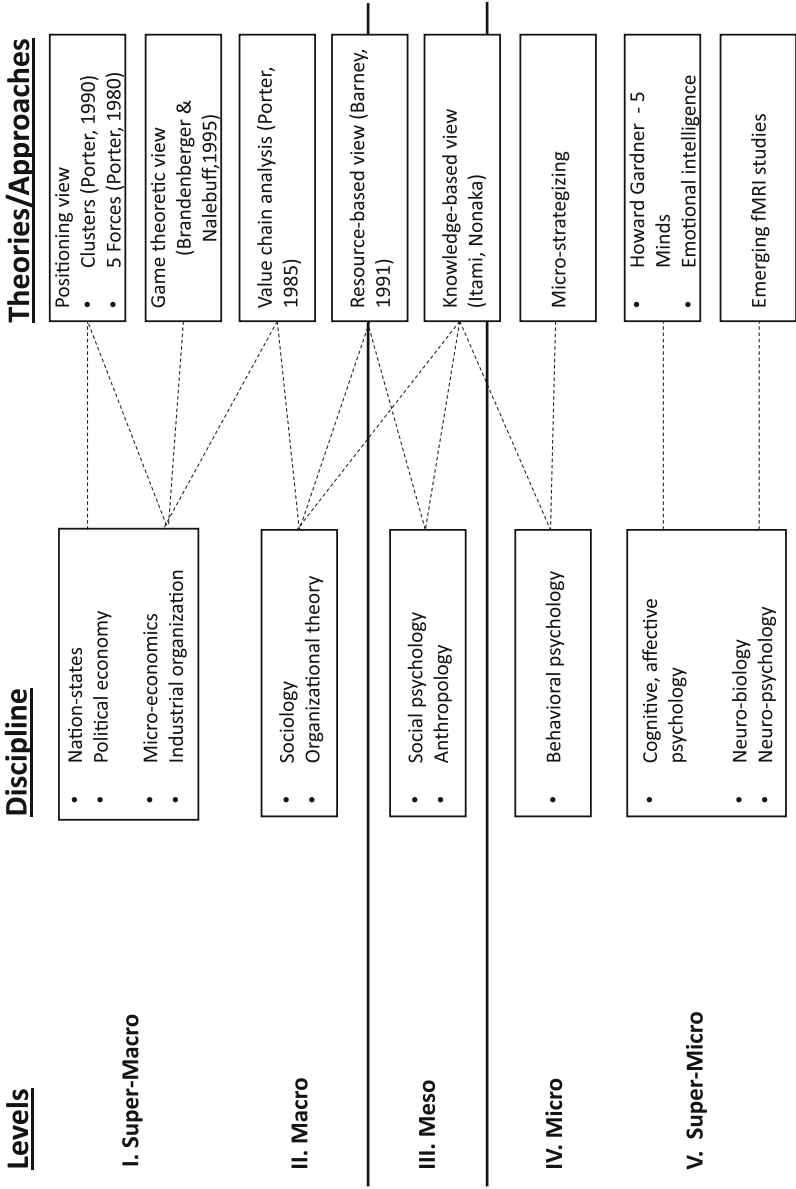 Levels
Discipline
Theories/Approaches
I. Super-Macro
• Nation-states
• Political economy
• Micro-economics
• Industrial organization
Positioning view
• Clusters (Porter, 1990)
• 5 Forces (Porter, 1980)
Game theoretic view
(Brandenberger &
Nalebuff,1995)
II. Macro
• Sociology
• Organizational theory
Value chain analysis (Porter,
1985)
Resource-based view (Barney,
1991)
III. Meso
• Social psychology
• Anthropology
Knowledge-based view
(Itami, Nonaka)
IV. Micro
• Behavioral psychology
Micro-strategizing
V. Super-Micro
• Cognitive, affective
psychology
• Neuro-biology
• Neuro-psychology
• Howard Gardner - 5
Minds
• Emotional intelligence
Emerging fMRI studies